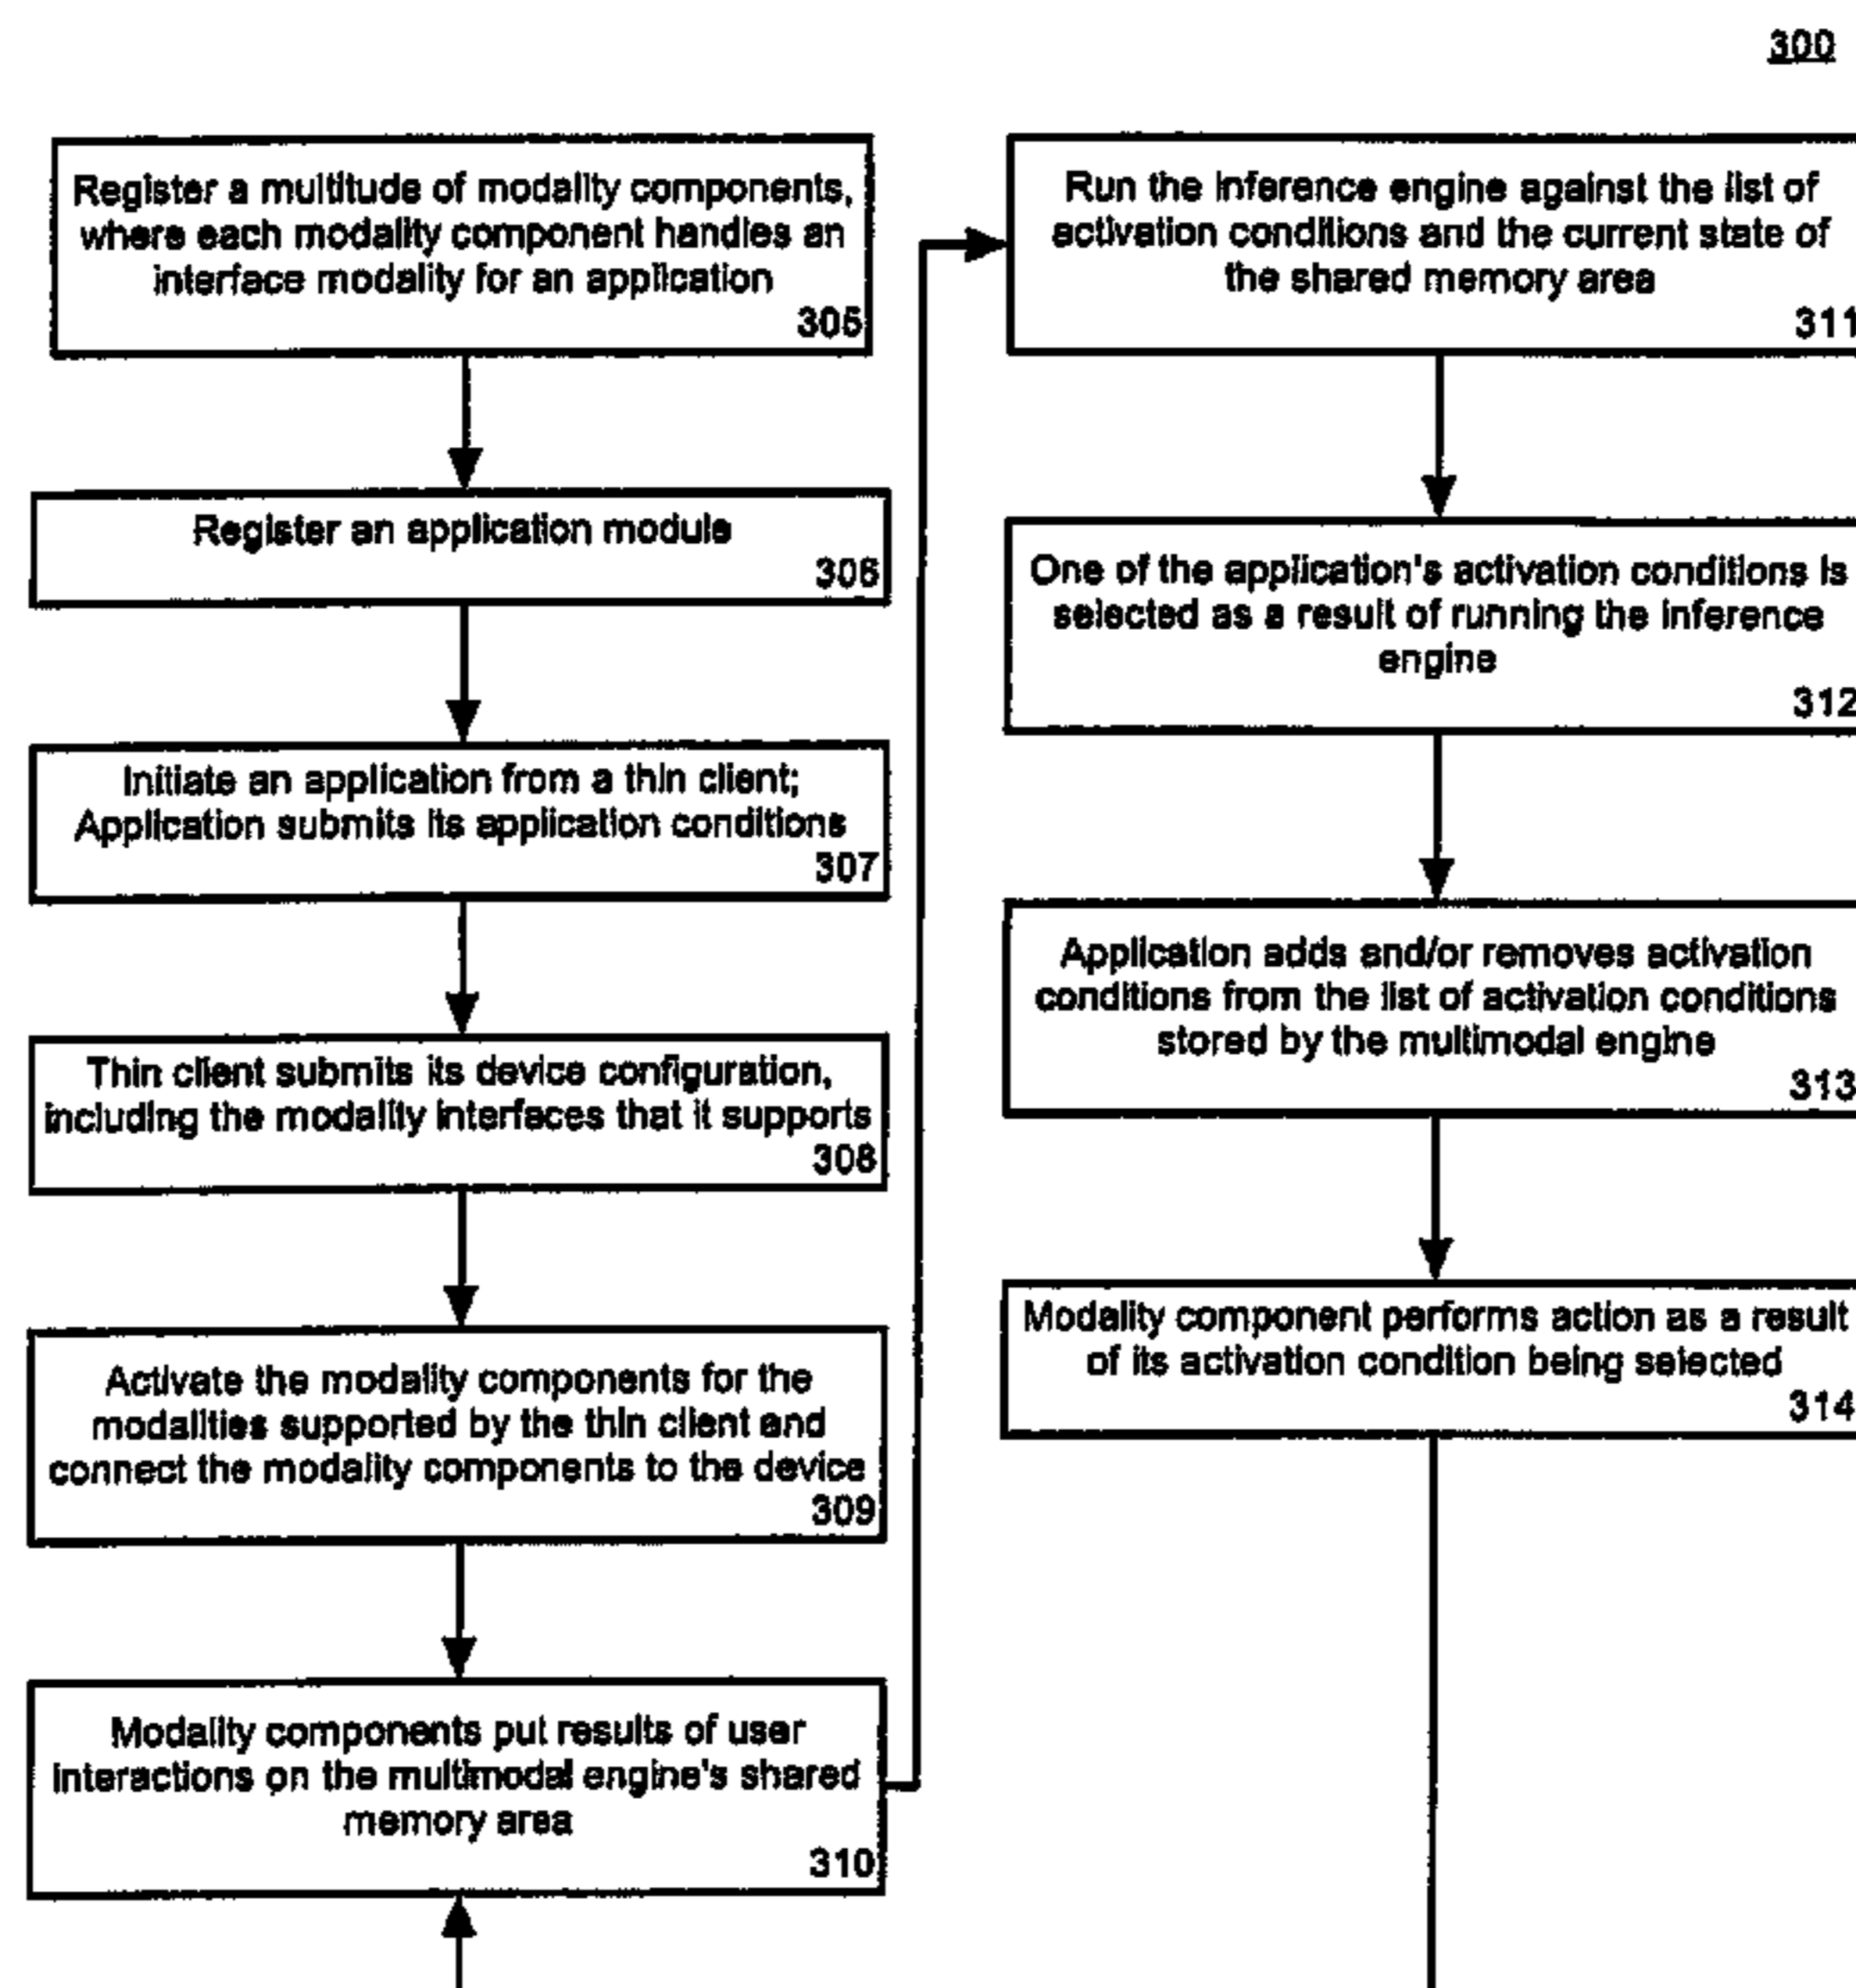 300
Register a multitude of modality components,
where each modality component handles an
interface modality for an application
305
Register an application module
306
Initiate an application from a thin client;
Application submits its application conditions
307
Thin client submits its device configuration,
including the modality interfaces that it supports
308
Activate the modality components for the
modalities supported by the thin client and
connect the modality components to the device
309
Modality components put results of user
interactions on the multimodal engine's shared
memory area
310
Run the inference engine against the list of
activation conditions and the current state of
the shared memory area
311
One of the application's activation conditions is
selected as a result of running the inference
engine
312
Application adds and/or removes activation
conditions from the list of activation conditions
stored by the multimodal engine
313
Modality component performs action as a result
of its activation condition being selected
314